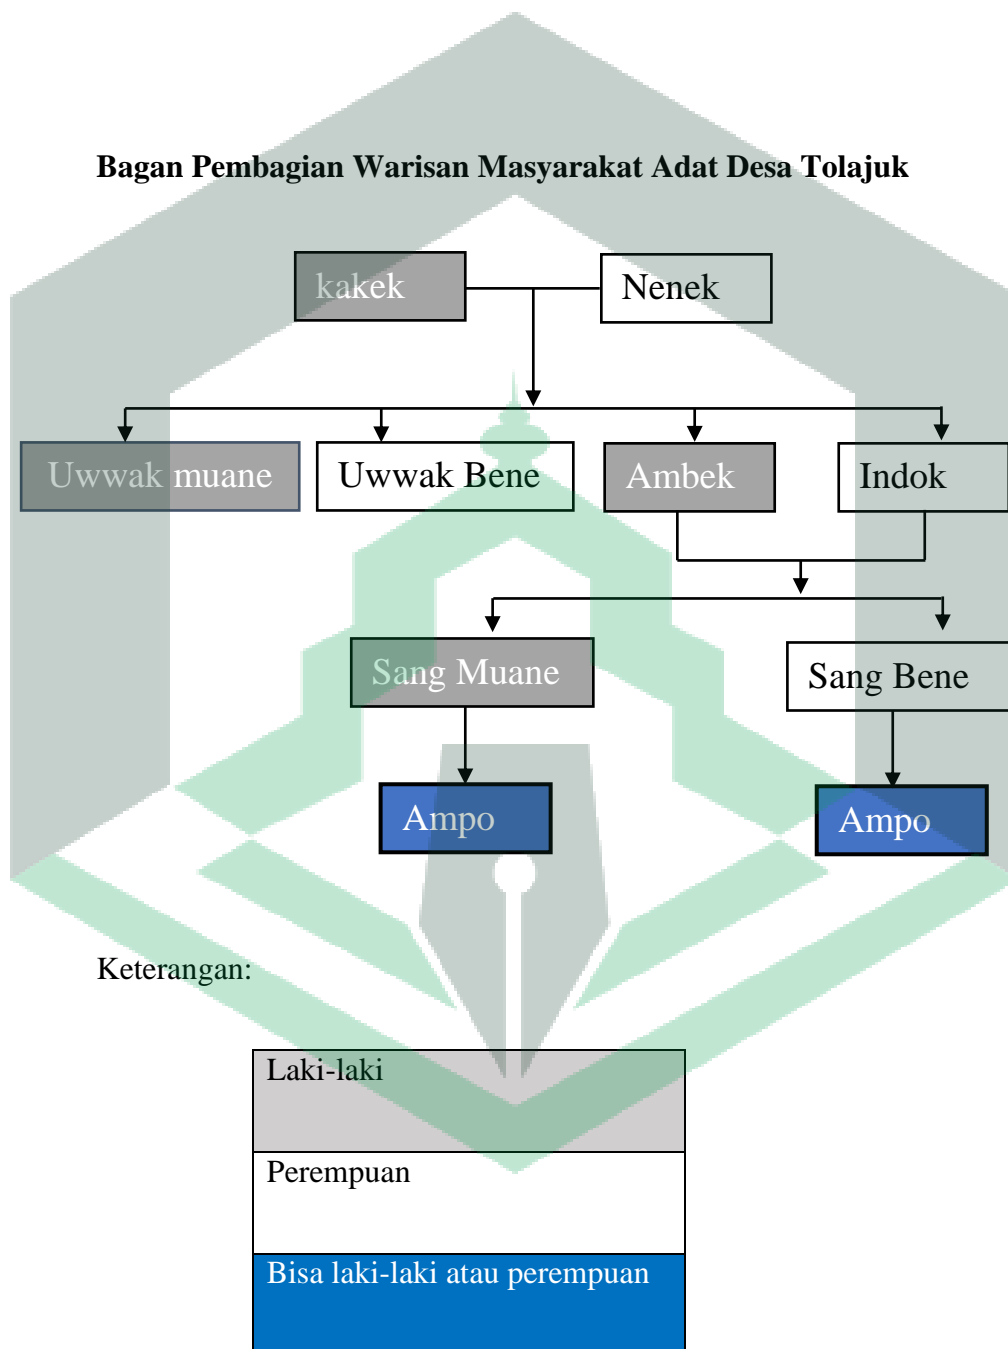 Bagan Pembagian Warisan Masyarakat Adat Desa Tolajuk
kakek
Nenek
Uwwak muane
Uwwak Bene
Ambek
Indok
Sang Muane
Sang Bene
Ampo
Ampo
Keterangan:
Laki-laki
Perempuan
Bisa laki-laki atau perempuan